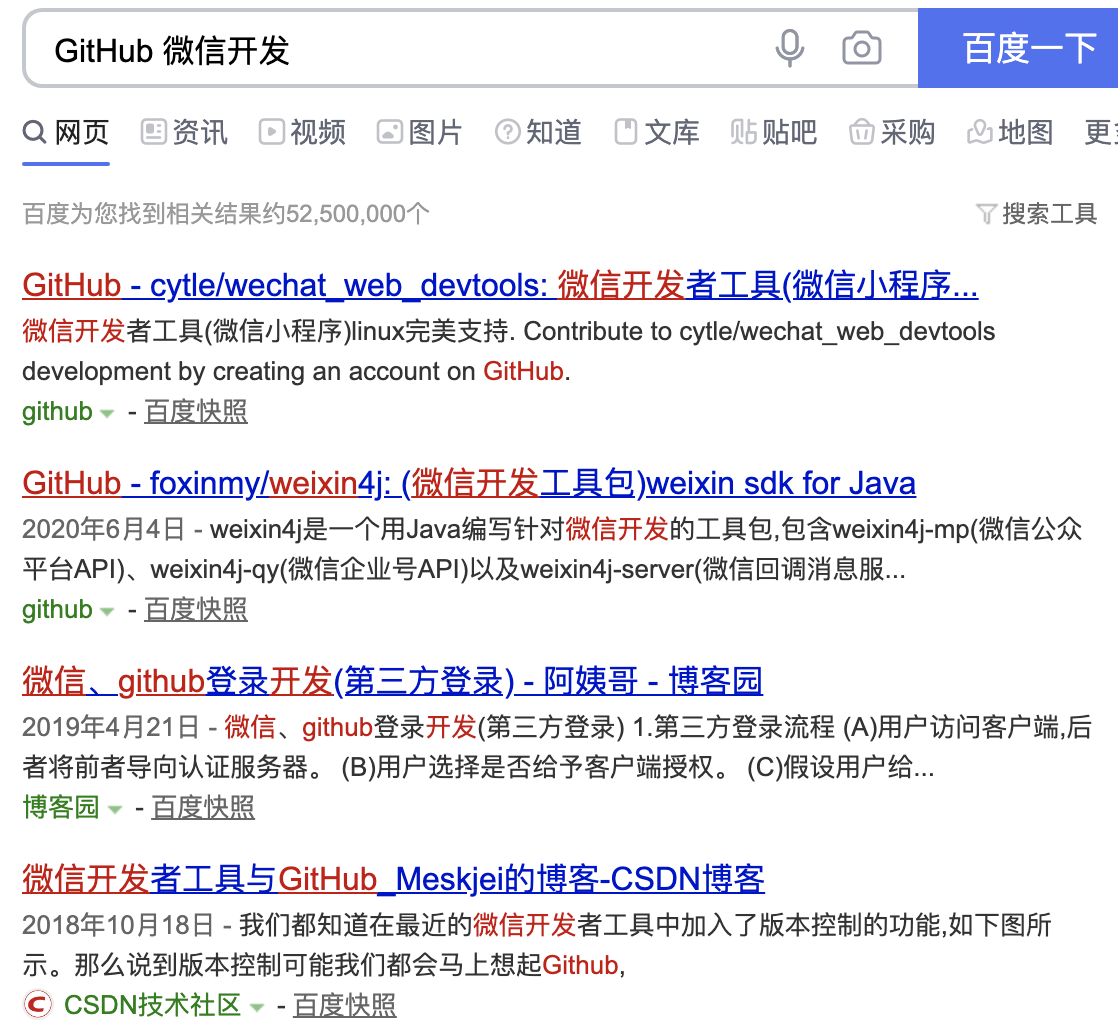 GitHub 微信开发
百度一下
网页 资讯 视频 图片 知道 文库 贴吧 采购 地图 更
百度为您找到相关结果约52,500,000个
搜索工具
GitHub - cytle/wechat_web_devtools: 微信开发者工具(微信小程序...
微信开发者工具(微信小程序)linux完美支持. Contribute to cytle/wechat_web_devtools
development by creating an account on GitHub.
github - 百度快照
GitHub - foxinmy/weixin4j: (微信开发工具包)weixin sdk for Java
2020年6月4日 - weixin4j是一个用Java编写针对微信开发的工具包,包含weixin4j-mp(微信公众
平台API)、weixin4j-qy(微信企业号API)以及weixin4j-server(微信回调消息服...
github - 百度快照
微信、github登录开发(第三方登录) - 阿姨哥 - 博客园
2019年4月21日 - 微信、github登录开发(第三方登录) 1.第三方登录流程 (A)用户访问客户端,后
者将前者导向认证服务器。 (B)用户选择是否给予客户端授权。 (C)假设用户给...
博客园 - 百度快照
微信开发者工具与GitHub_Meskjei的博客-CSDN博客
2018年10月18日 - 我们都知道在最近的微信开发者工具中加入了版本控制的功能,如下图所
示。那么说到版本控制可能我们都会马上想起Github,
CSDN技术社区 - 百度快照